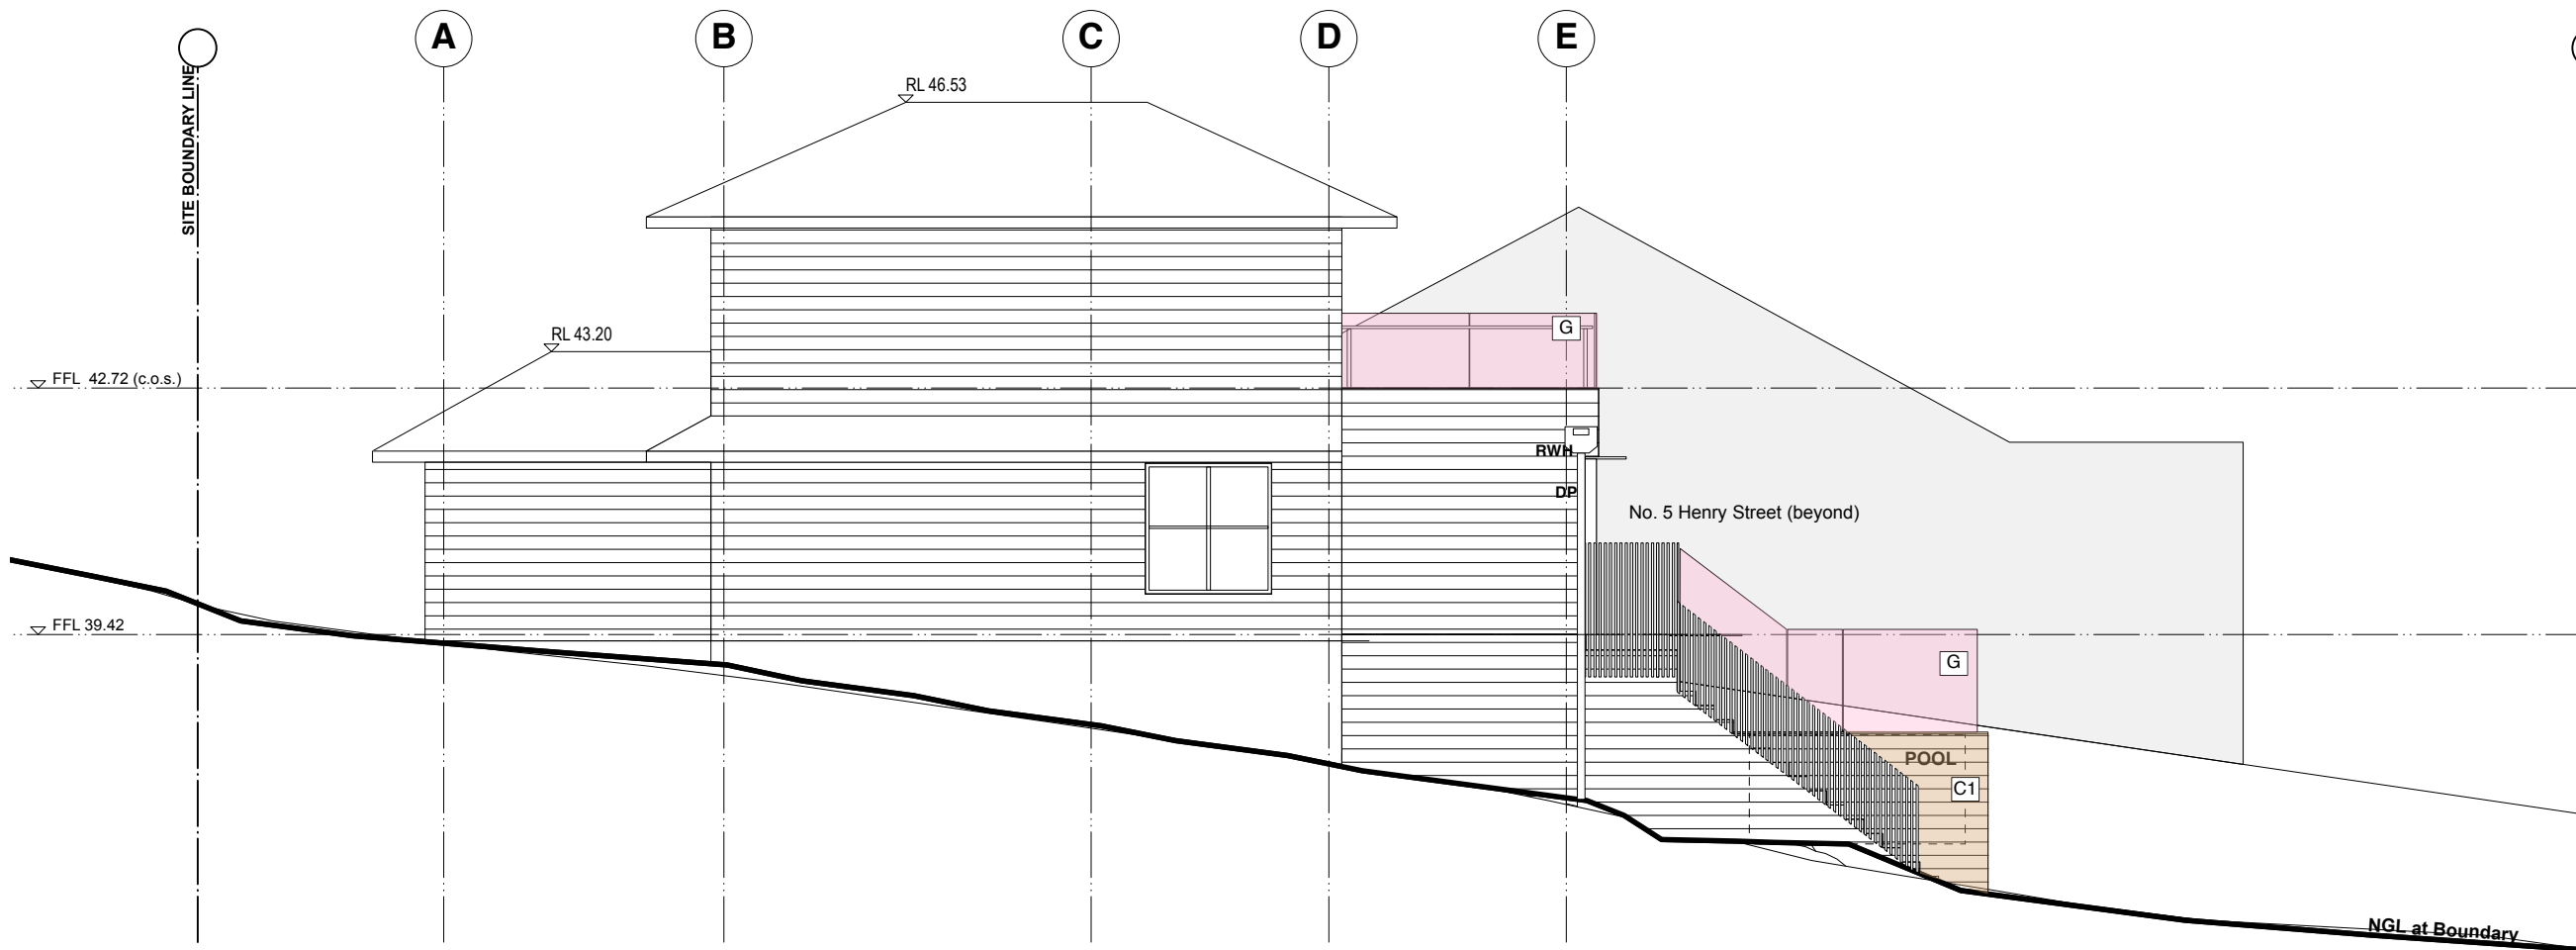 A
B
C
D
E
SITE BOUNDARY LINE
RL 46.53
G
RL 43.20
FFL 42.72 (c.o.s.)
RWH
DP
No. 5 Henry Street (beyond)
FFL 39.42
G
POOL
C1
NGL at Boundary